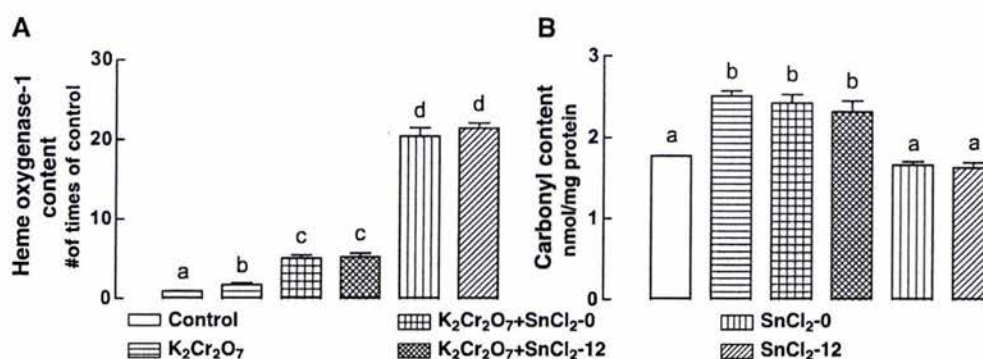 A
Heme oxygenase-1
content
#of times of control
30
20
10
0
a
b
c
c
d
d
B
Carbonyl content
nmol/mg protein
3
2
1
0
a
b
b
b
a
a
Control
K₂Cr₂O₇+SnCl₂-0
SnCl₂-0
K₂Cr₂O₇
K₂Cr₂O₇+SnCl₂-12
SnCl₂-12